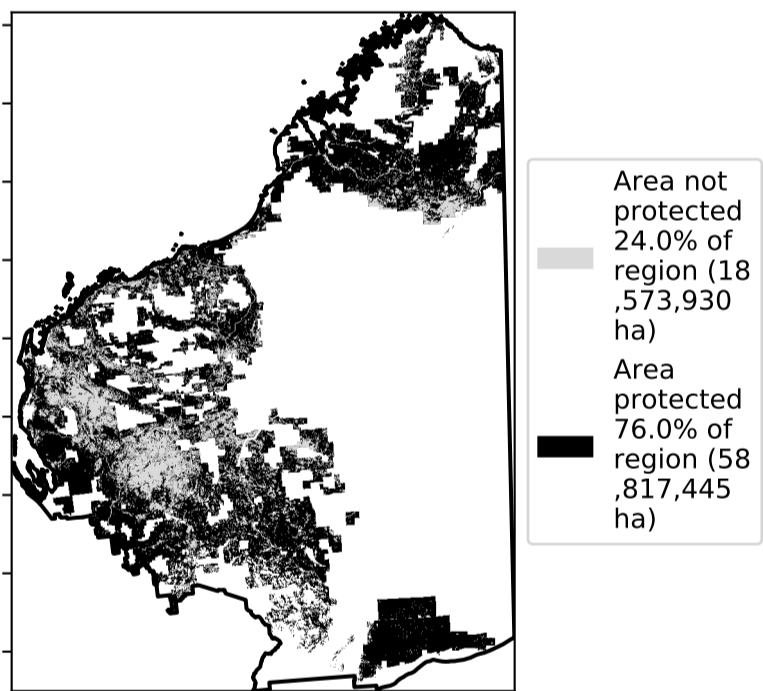 Area not
protected
24.0% of
region (18
,573,930
ha)
Area
protected
76.0% of
region (58
,817,445
ha)